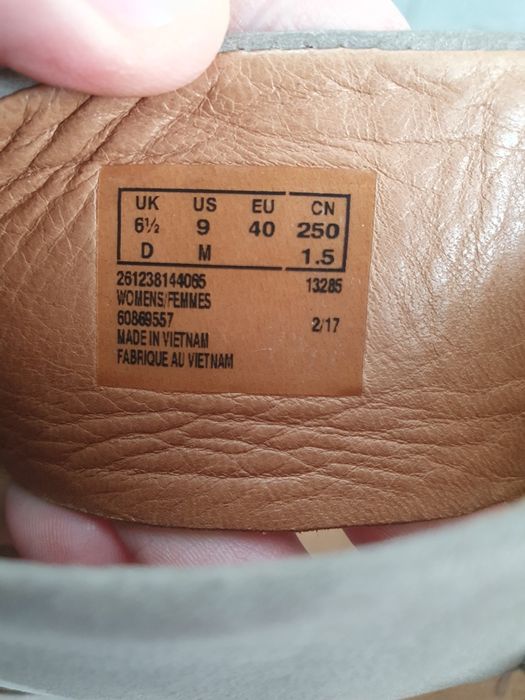 UK US EU CN
6½ 9 40 250
D M 1.5
261238144065 13285
WOMENS/FEMMES
60869557 2/17
MADE IN VIETNAM
FABRIQUE AU VIETNAM